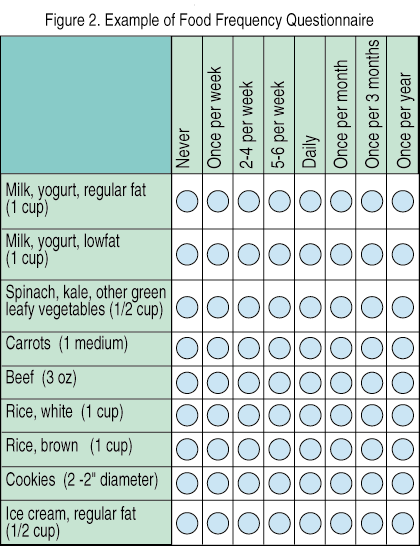 Figure 2. Example of Food Frequency Questionnaire
Never
Once per week
2-4 per week
5-6 per week
Daily
Once per month
Once per 3 months
Once per year
Milk, yogurt, regular fat
(1 cup)
Milk, yogurt, lowfat
(1 cup)
Spinach, kale, other green
leafy vegetables (1/2 cup)
Carrots (1 medium)
Beef (3 oz)
Rice, white (1 cup)
Rice, brown (1 cup)
Cookies (2 -2" diameter)
Ice cream, regular fat
(1/2 cup)